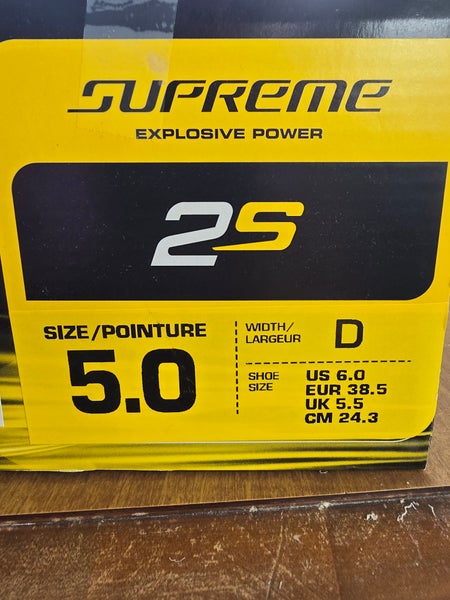 SUPREME
EXPLOSIVE POWER
2S
SIZE/POINTURE
5.0
WIDTH/
LARGEUR
D
SHOE
SIZE
US 6.0
EUR 38.5
UK 5.5
CM 24.3